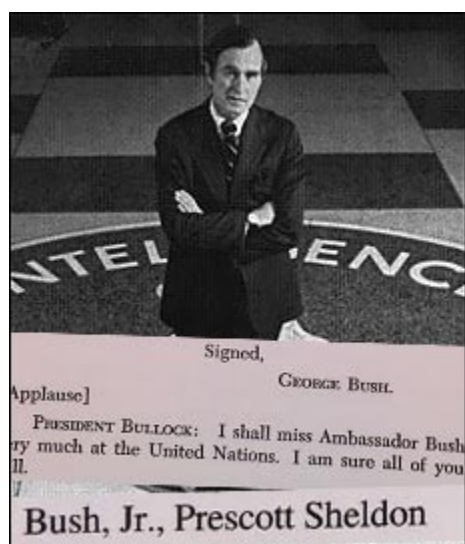 INTEL ENC
Signed,
GEORGE BUSH.
Applause]
PRESIDENT BULLOCK: I shall miss Ambassador Bush
ry much at the United Nations. I am sure all of you
ll.
Bush, Jr., Prescott Sheldon